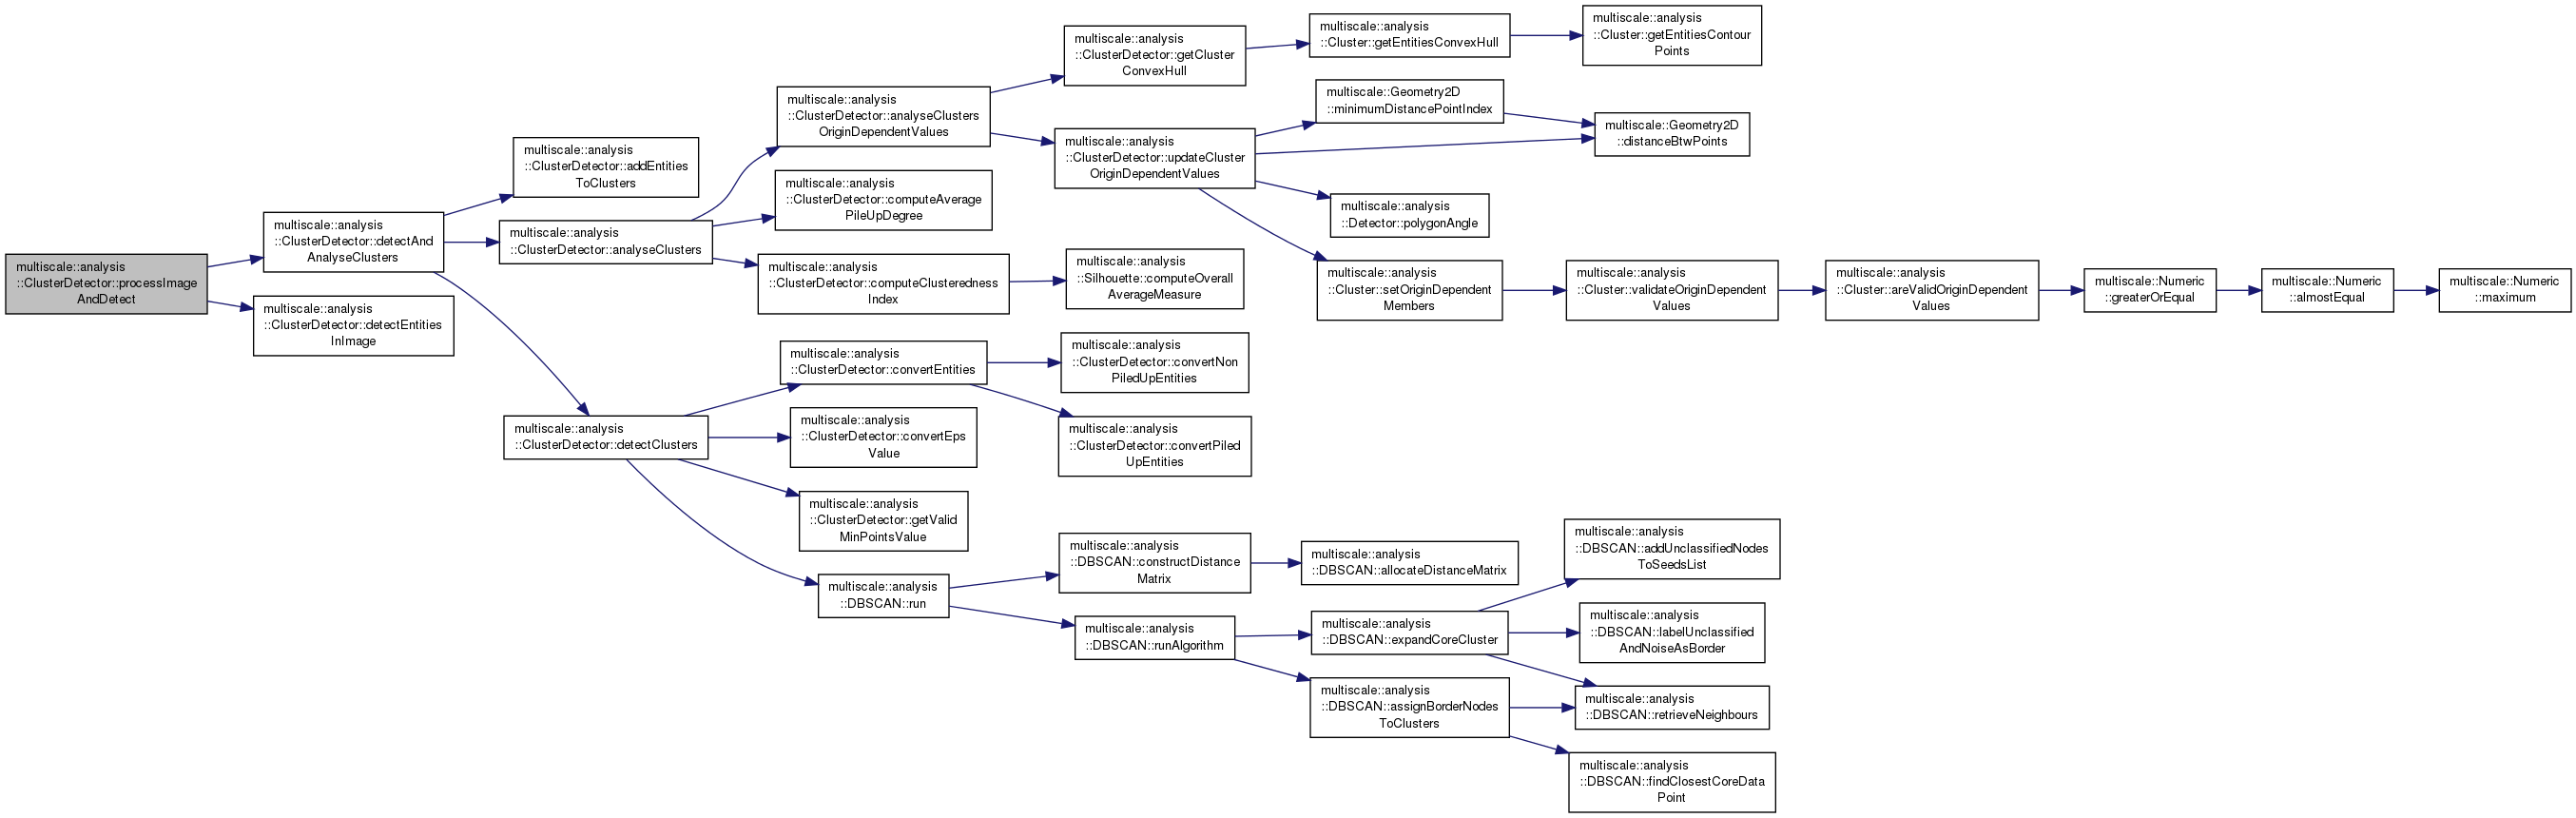 multiscale::analysis
::ClusterDetector::processImage
AndDetect
multiscale::analysis
::ClusterDetector::detectAnd
AnalyseClusters
multiscale::analysis
::ClusterDetector::detectEntities
InImage
multiscale::analysis
::ClusterDetector::addEntities
ToClusters
multiscale::analysis
::ClusterDetector::analyseClusters
multiscale::analysis
::ClusterDetector::detectClusters
multiscale::analysis
::ClusterDetector::analyseClusters
OriginDependentValues
multiscale::analysis
::ClusterDetector::computeAverage
PileUpDegree
multiscale::analysis
::ClusterDetector::computeClusteredness
Index
multiscale::analysis
::ClusterDetector::convertEntities
multiscale::analysis
::ClusterDetector::convertEps
Value
multiscale::analysis
::ClusterDetector::getValid
MinPointsValue
multiscale::analysis
::DBSCAN::run
multiscale::analysis
::ClusterDetector::getCluster
ConvexHull
multiscale::analysis
::ClusterDetector::updateCluster
OriginDependentValues
multiscale::analysis
::Silhouette::computeOverall
AverageMeasure
multiscale::analysis
::ClusterDetector::convertNon
PiledUpEntities
multiscale::analysis
::ClusterDetector::convertPiled
UpEntities
multiscale::analysis
::DBSCAN::constructDistance
Matrix
multiscale::analysis
::DBSCAN::runAlgorithm
multiscale::analysis
::Cluster::getEntitiesConvexHull
multiscale::Geometry2D
::minimumDistancePointIndex
multiscale::analysis
::Detector::polygonAngle
multiscale::analysis
::Cluster::setOriginDependent
Members
multiscale::analysis
::DBSCAN::allocateDistanceMatrix
multiscale::analysis
::DBSCAN::expandCoreCluster
multiscale::analysis
::DBSCAN::assignBorderNodes
ToClusters
multiscale::analysis
::Cluster::getEntitiesContour
Points
multiscale::Geometry2D
::distanceBtwPoints
multiscale::analysis
::Cluster::validateOriginDependent
Values
multiscale::analysis
::DBSCAN::addUnclassifiedNodes
ToSeedsList
multiscale::analysis
::DBSCAN::labelUnclassified
AndNoiseAsBorder
multiscale::analysis
::DBSCAN::retrieveNeighbours
multiscale::analysis
::DBSCAN::findClosestCoreData
Point
multiscale::analysis
::Cluster::areValidOriginDependent
Values
multiscale::Numeric
::greaterOrEqual
multiscale::Numeric
::almostEqual
multiscale::Numeric
::maximum